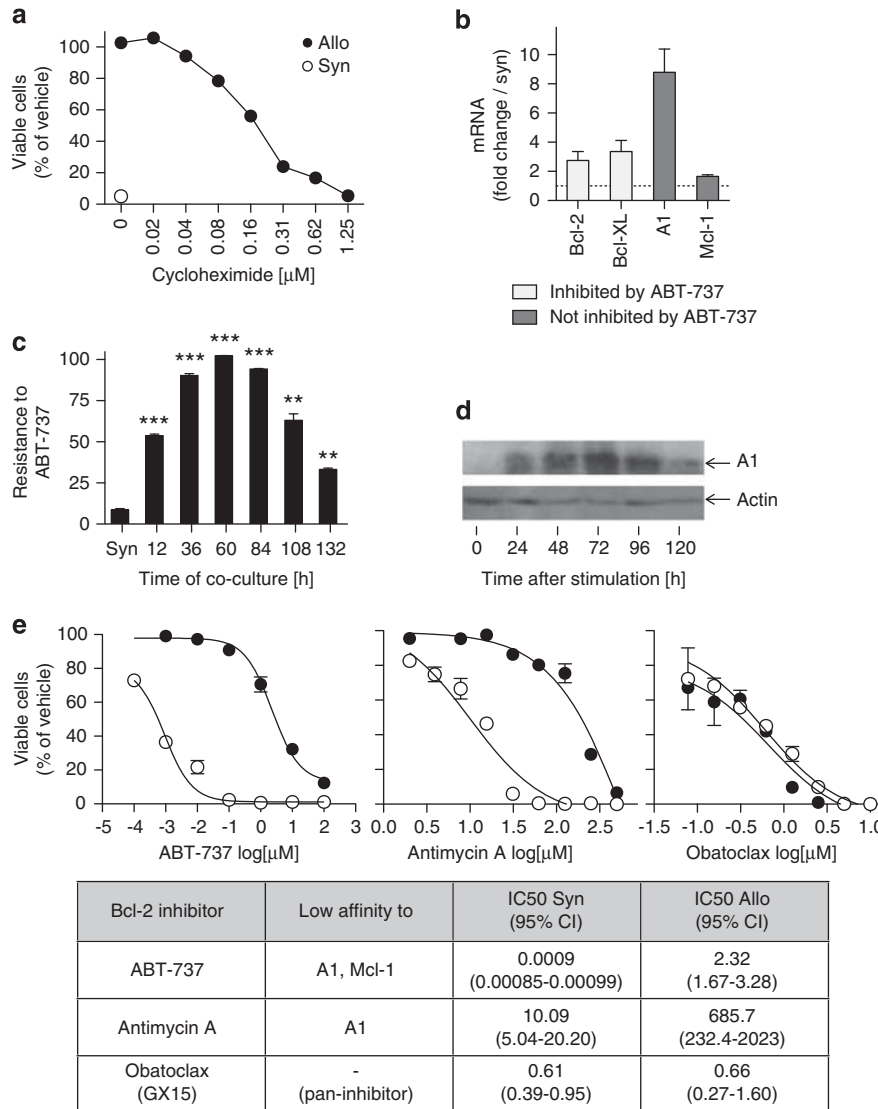 a
Viable cells
(% of vehicle)
100
80
60
40
20
0
Allo
Syn
0
0.02
0.04
0.08
0.16
0.31
0.62
1.25
Cycloheximide [μM]
b
mRNA
(fold change / syn)
10
8
6
4
2
0
Bcl-2
Bcl-XL
A1
Mcl-1
Inhibited by ABT-737
Not inhibited by ABT-737
c
Resistance to
ABT-737
100
75
50
25
0
***
***
***
***
**
**
Syn 12 36 60 84 108 132
Time of co-culture [h]
d
A1
Actin
0 24 48 72 96 120
Time after stimulation [h]
e
Viable cells
(% of vehicle)
100
80
60
40
20
0
-5 -4 -3 -2 -1 0 1 2 3
ABT-737 log[μM]
0.0 0.5 1.0 1.5 2.0 2.5
Antimycin A log[μM]
-1.5 -1.0 -0.5 0.0 0.5 1.0
Obatoclax log[μM]
Bcl-2 inhibitor Low affinity to IC50 Syn (95% CI) IC50 Allo (95% CI)
ABT-737 A1, Mcl-1 0.0009 (0.00085-0.00099) 2.32 (1.67-3.28)
Antimycin A A1 10.09 (5.04-20.20) 685.7 (232.4-2023)
Obatoclax (GX15) - (pan-inhibitor) 0.61 (0.39-0.95) 0.66 (0.27-1.60)